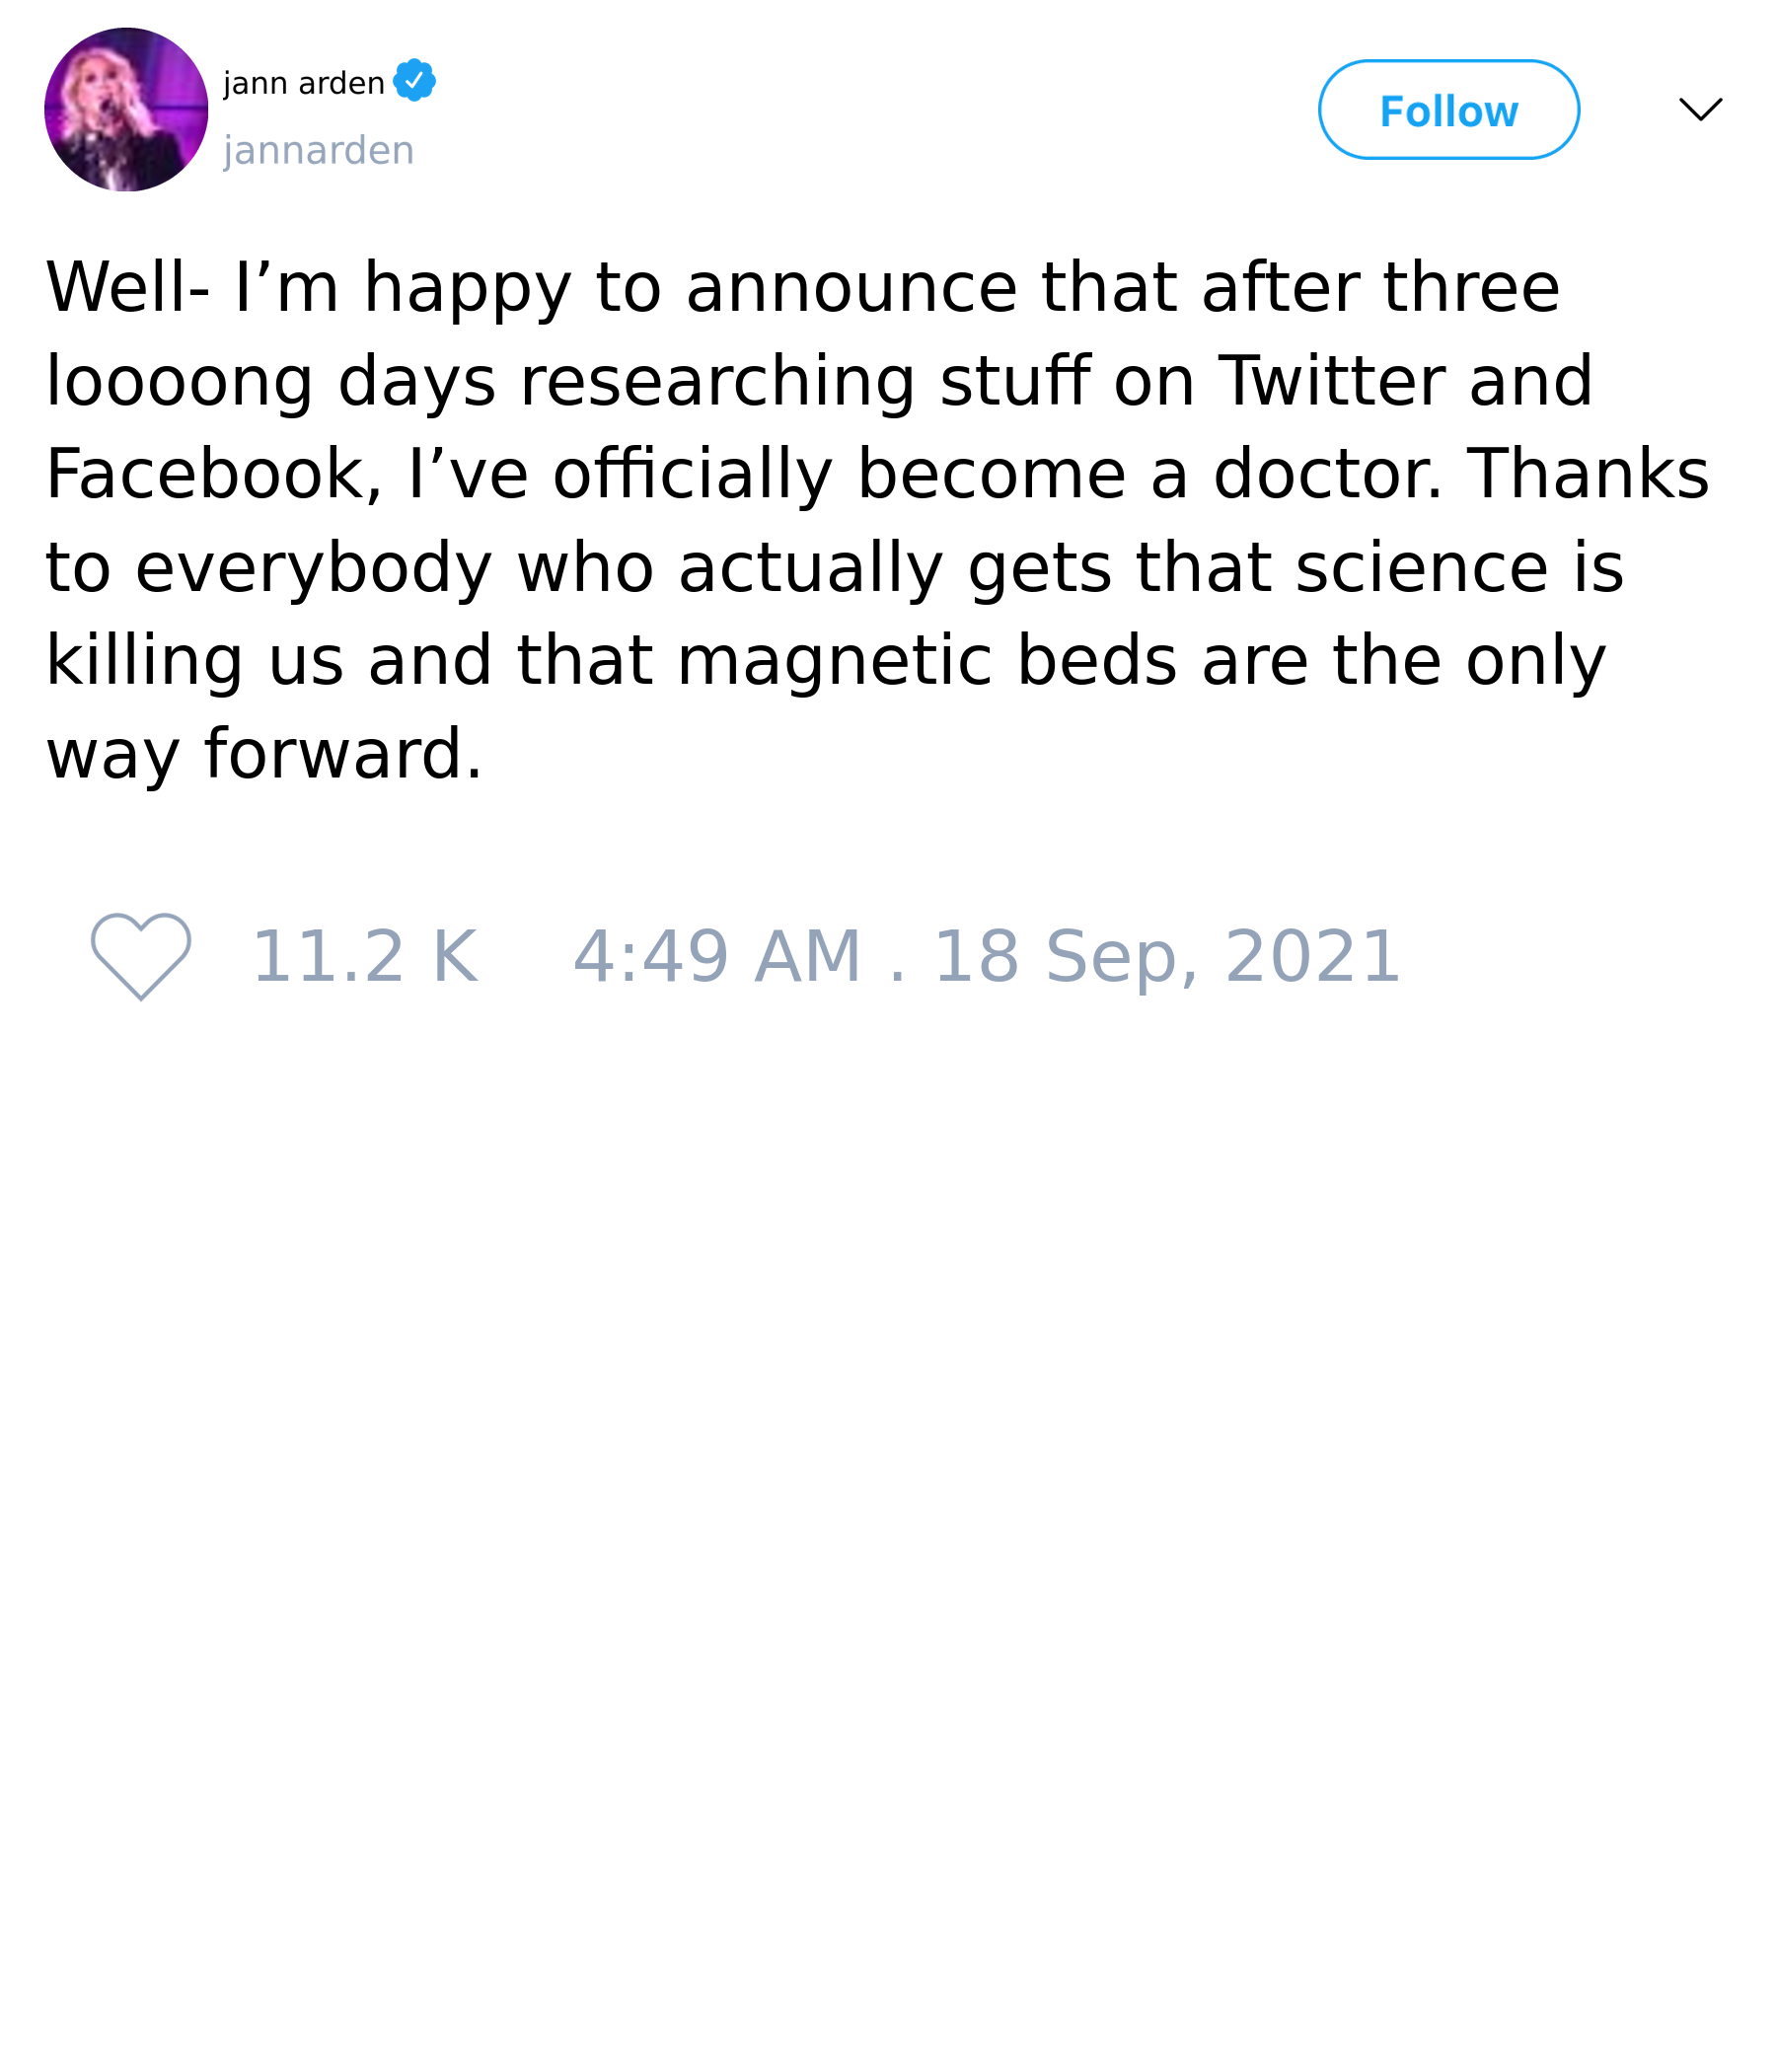 jann arden
jannarden
Follow
Well- I’m happy to announce that after three
loooong days researching stuff on Twitter and
Facebook, I’ve officially become a doctor. Thanks
to everybody who actually gets that science is
killing us and that magnetic beds are the only
way forward.
11.2 K 4:49 AM . 18 Sep, 2021